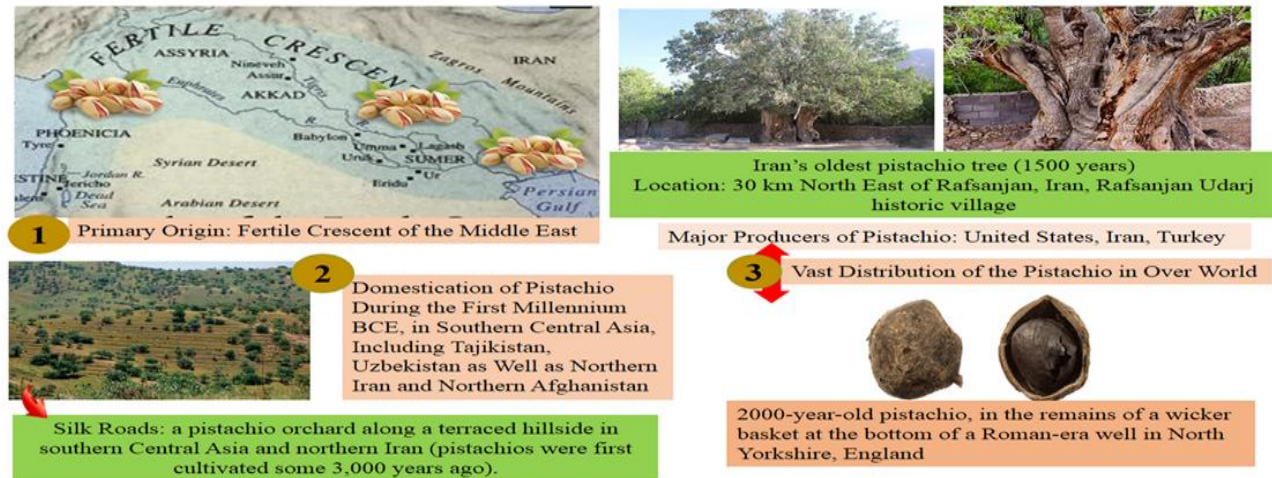 FERTILE CRESCEN
ASSYRIA
Nineveh
Assur
Zagros Mountains
IRAN
Euphrates
Tigris
AKKAD
R.
R.
PHOENICIA
Tyre
Babylon
Umma
Lagash
Uruk
SUMER
Ur
Eridu
Syrian Desert
Jordan R.
ESTINE
Jericho
Dead
Sea
Arabian Desert
Persian
Gulf
1
Primary Origin: Fertile Crescent of the Middle East
2
Domestication of Pistachio
During the First Millennium
BCE, in Southern Central Asia,
Including Tajikistan,
Uzbekistan as Well as Northern
Iran and Northern Afghanistan
Silk Roads: a pistachio orchard along a terraced hillside in
southern Central Asia and northern Iran (pistachios were first
cultivated some 3,000 years ago).
Iran's oldest pistachio tree (1500 years)
Location: 30 km North East of Rafsanjan, Iran, Rafsanjan Udarj
historic village
Major Producers of Pistachio: United States, Iran, Turkey
3
Vast Distribution of the Pistachio in Over World
2000-year-old pistachio, in the remains of a wicker
basket at the bottom of a Roman-era well in North
Yorkshire, England